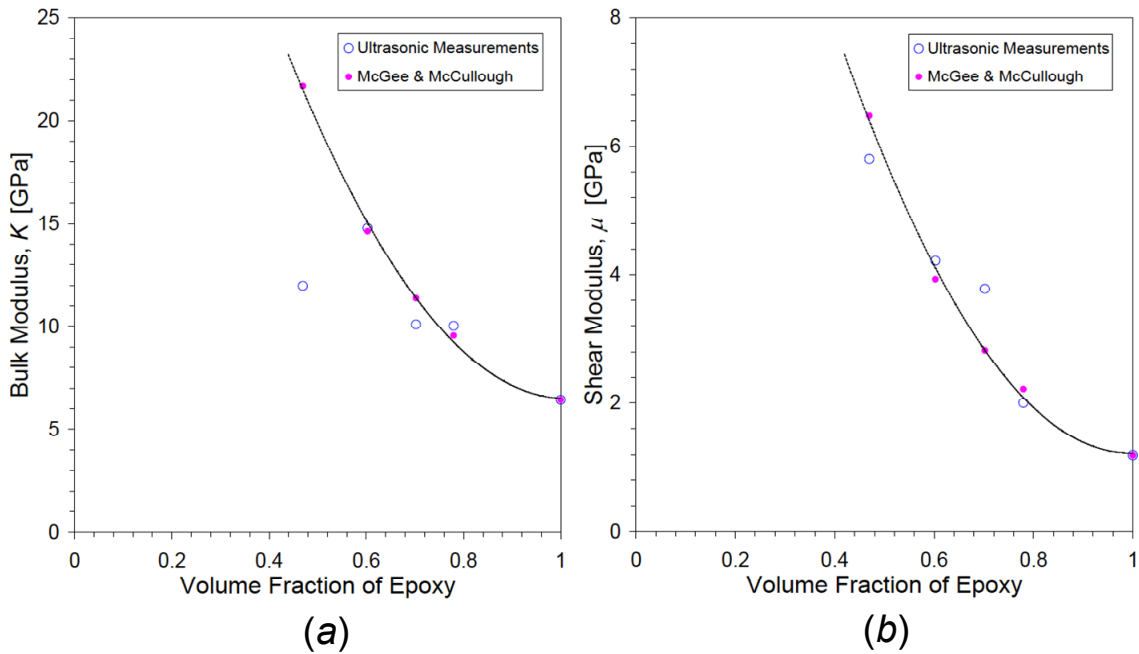 25
20
15
10
5
0
Bulk Modulus, K [GPa]
Ultrasonic Measurements
McGee & McCullough
0 0.2 0.4 0.6 0.8 1
Volume Fraction of Epoxy
(a)
8
6
4
2
0
Shear Modulus, μ [GPa]
Ultrasonic Measurements
McGee & McCullough
0 0.2 0.4 0.6 0.8 1
Volume Fraction of Epoxy
(b)